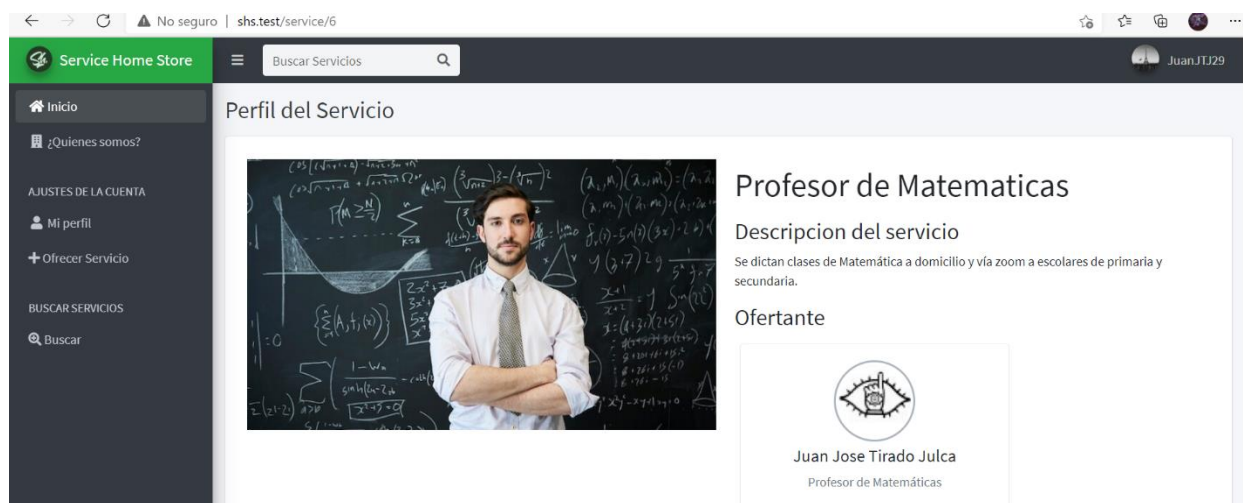 No seguro | shs.test/service/6
Service Home Store
Buscar Servicios
JuanJTJ29
Inicio
¿Quienes somos?
AJUSTES DE LA CUENTA
Mi perfil
Ofrecer Servicio
BUSCAR SERVICIOS
Buscar
Perfil del Servicio
Profesor de Matematicas
Descripcion del servicio
Se dictan clases de Matemática a domicilio y vía zoom a escolares de primaria y
secundaria.
Ofertante
Juan Jose Tirado Julca
Profesor de Matemáticas